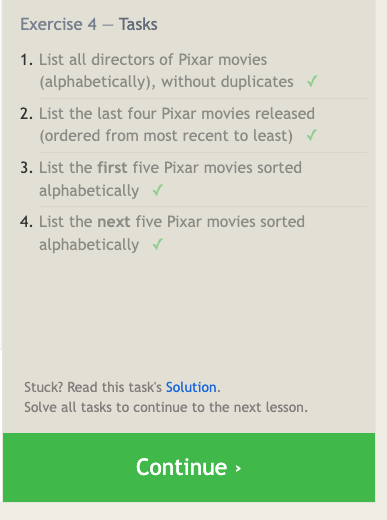 Exercise 4 — Tasks
1. List all directors of Pixar movies
(alphabetically), without duplicates ✓
2. List the last four Pixar movies released
(ordered from most recent to least) ✓
3. List the first five Pixar movies sorted
alphabetically ✓
4. List the next five Pixar movies sorted
alphabetically ✓
Stuck? Read this task's Solution.
Solve all tasks to continue to the next lesson.
Continue ›